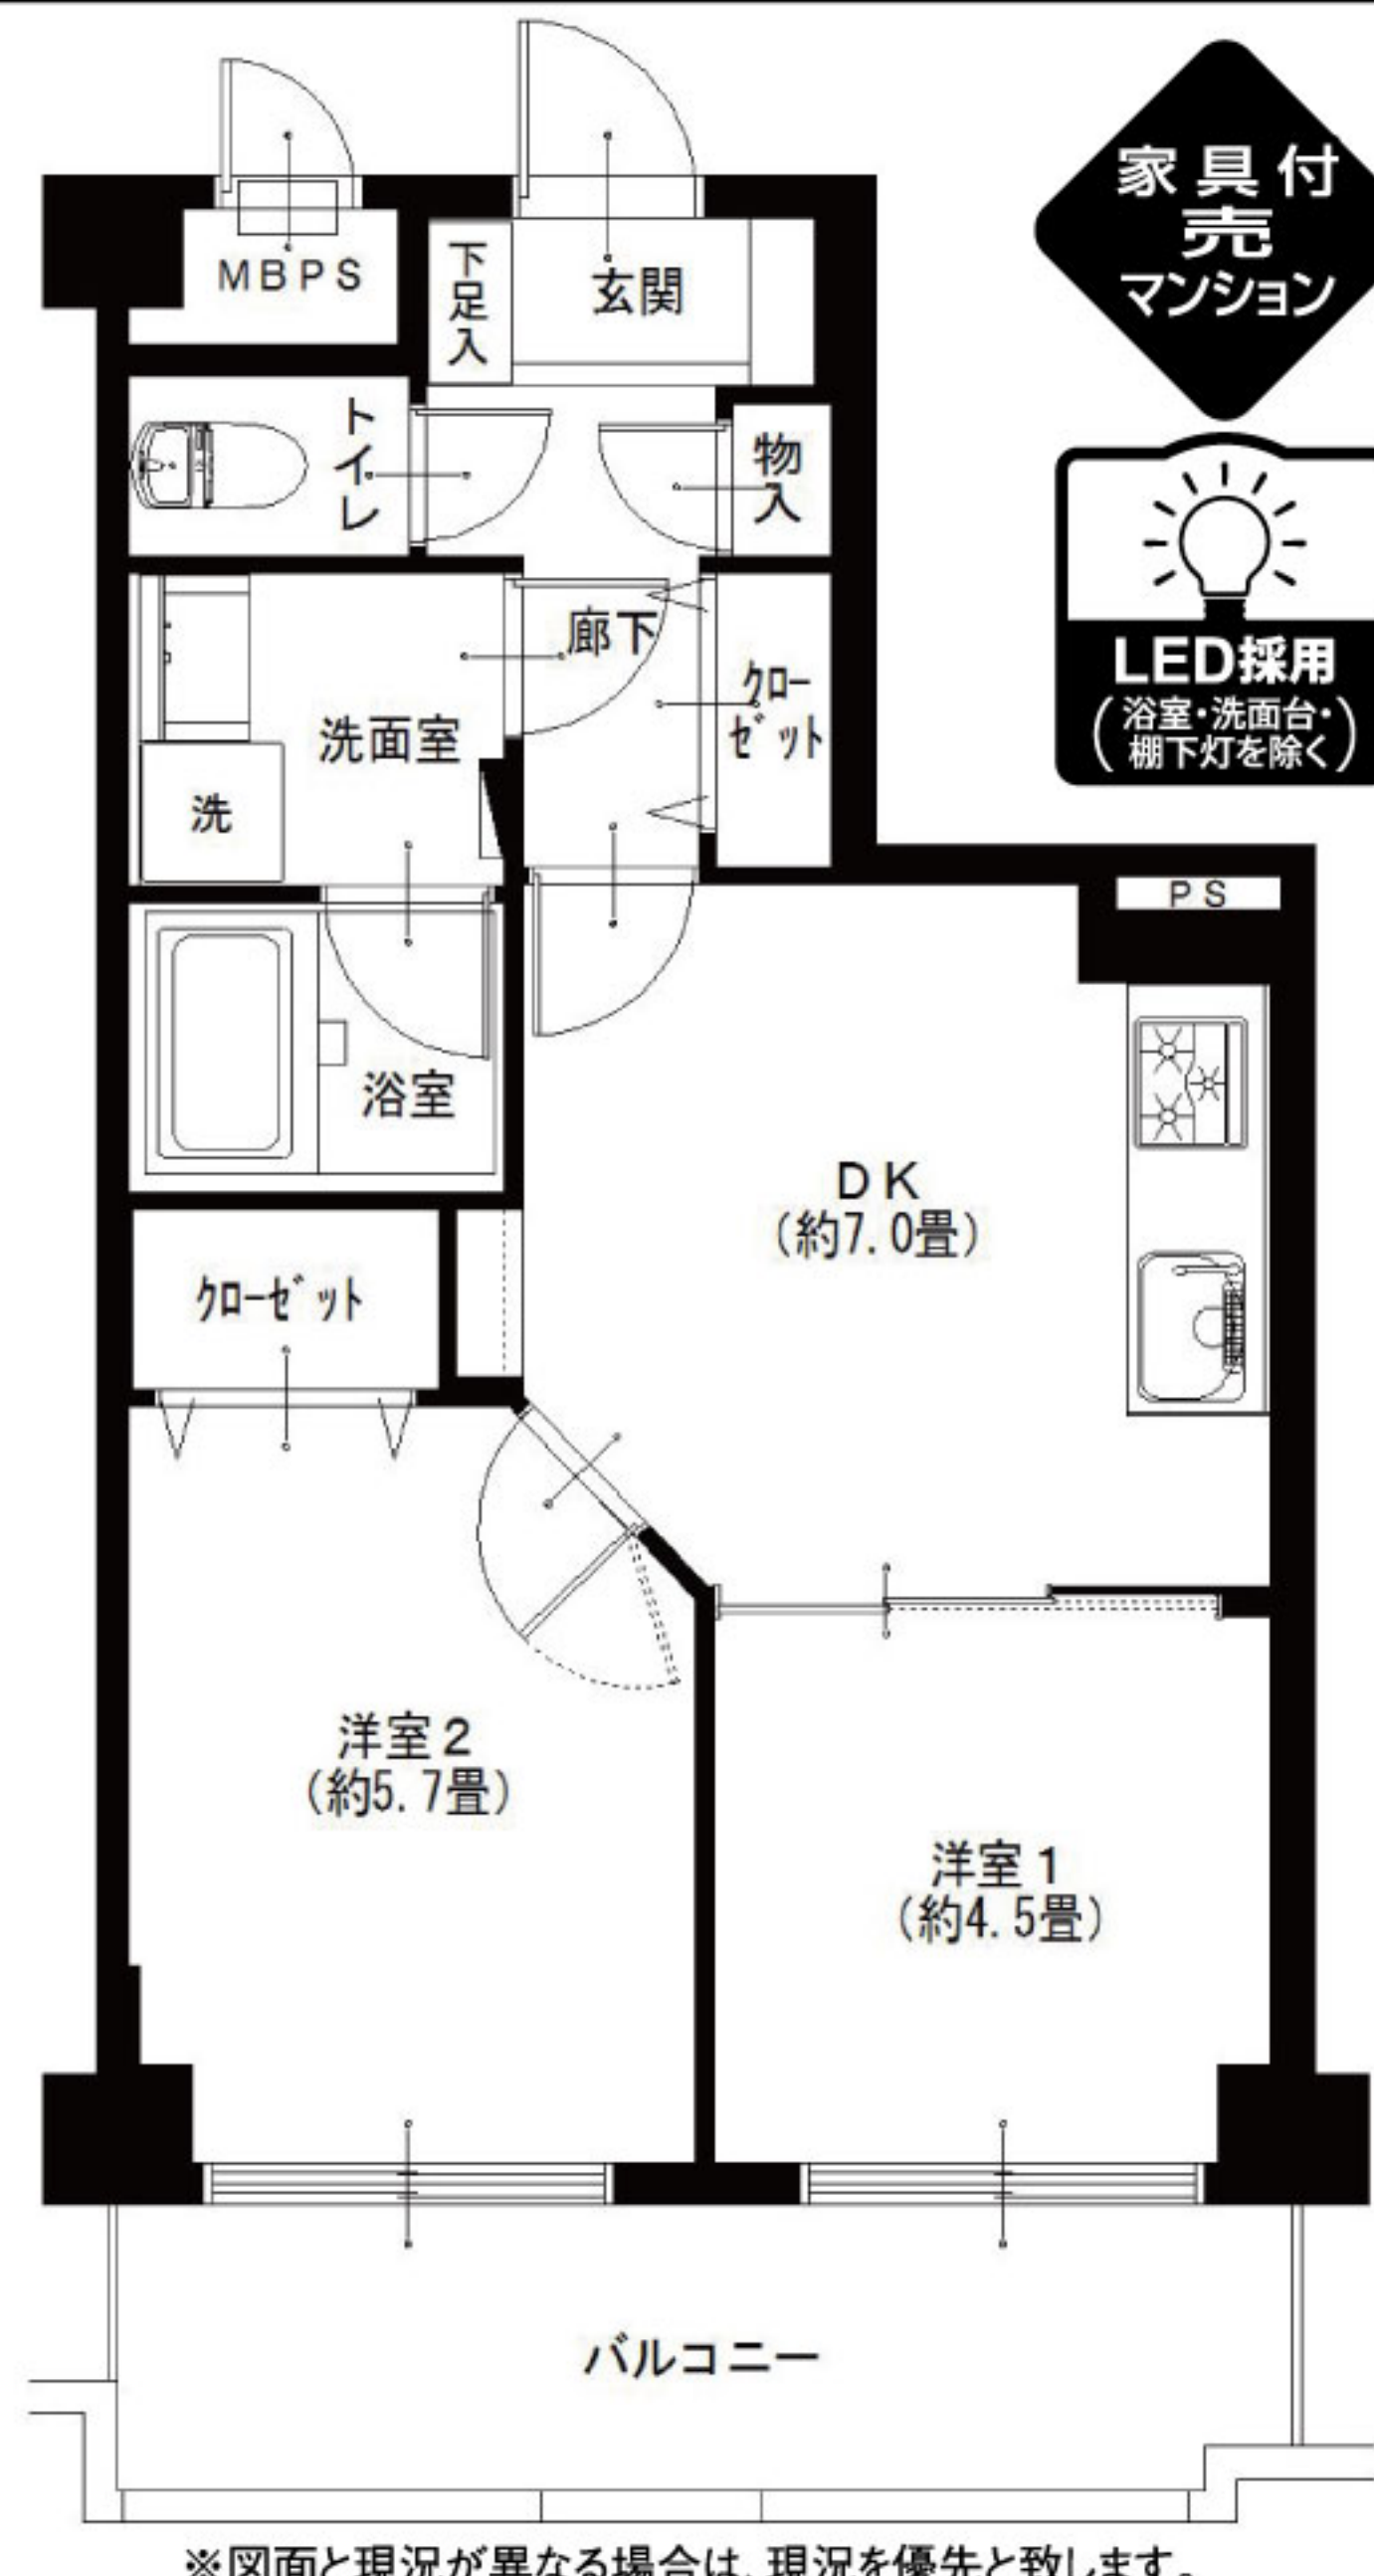 家具付
売
マンション
LED採用
(浴室・洗面台・
棚下灯を除く)
MBPS
下足入
玄関
トイレ
物入
廊下
クローゼット
洗面室
洗
PS
浴室
DK
(約7.0畳)
クローゼット
洋室2
(約5.7畳)
洋室1
(約4.5畳)
バルコニー
※図面と現況が異なる場合は、現況を優先と致します。